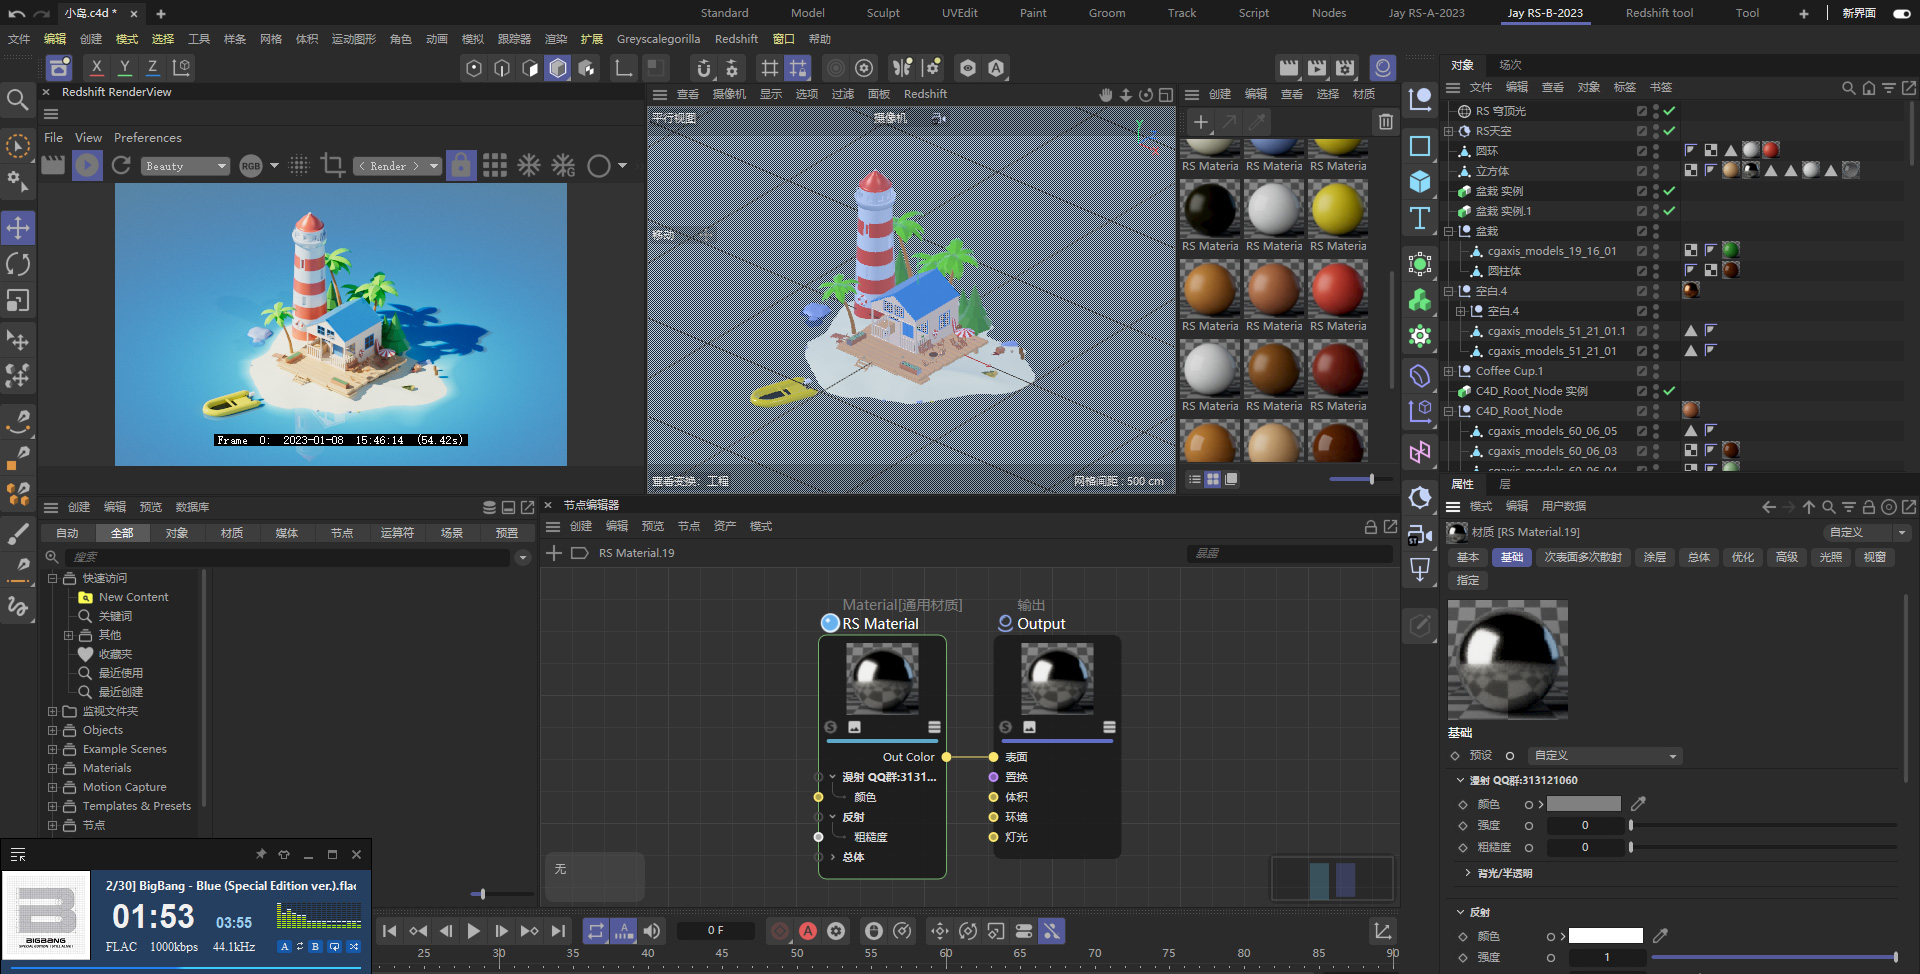 小岛.c4d *
Standard Model Sculpt UVEdit Paint Groom Track Script Nodes Jay RS-A-2023 Jay RS-B-2023 Redshift tool Tool 新界面
文件 编辑 创建 模式 选择 工具 样条 网格 体积 运动图形 角色 动画 模拟 跟踪器 渲染 扩展 Greyscalegorilla Redshift 窗口 帮助
X Y Z
Redshift RenderView
File View Preferences
Beauty RGB < Render >
Frame 0: 2023-01-08 15:46:14 (54.42s)
查看 摄像机 显示 选项 过滤 面板 Redshift
平行视图 摄像机
移动
查看变换：工程 网格间距 : 500 cm
创建 编辑 查看 选择 材质
RS Materia RS Materia RS Materia
RS Materia RS Materia RS Materia
RS Materia RS Materia RS Materia
RS Materia RS Materia RS Materia
对象 场次
文件 编辑 查看 对象 标签 书签
RS 穹顶光
RS天空
圆环
立方体
盆栽 实例
盆栽 实例.1
盆栽
cgaxis_models_19_16_01
圆柱体
空白.4
空白.4
cgaxis_models_51_21_01.1
cgaxis_models_51_21_01
Coffee Cup.1
C4D_Root_Node 实例
C4D_Root_Node
cgaxis_models_60_06_05
cgaxis_models_60_06_03
cgaxis_models_60_06_04
创建 编辑 预览 数据库
自动 全部 对象 材质 媒体 节点 运算符 场景 预置
搜索
快速访问
New Content
关键词
其他
收藏夹
最近使用
最近创建
监视文件夹
Objects
Example Scenes
Materials
Motion Capture
Templates & Presets
节点
节点编辑器
创建 编辑 预览 节点 资产 模式
RS Material.19
Material[通用材质]
RS Material
Out Color
漫射 QQ群:3131...
颜色
反射
粗糙度
总体
输出
Output
表面
置换
体积
环境
灯光
无
属性 层
模式 编辑 用户数据
材质 [RS Material.19] 自定义
基本 基础 次表面多次散射 涂层 总体 优化 高级 光照 视窗
指定
基础
预设 自定义
漫射 QQ群:313121060
颜色
强度 0
粗糙度 0
背光/半透明
反射
颜色
强度 1
2/30] BigBang - Blue (Special Edition ver.).flac
01:53 03:55
FLAC 1000kbps 44.1kHz A B
BIGBANG
0 F
25 30 35 40 45 50 55 60 65 70 75 80 85 90